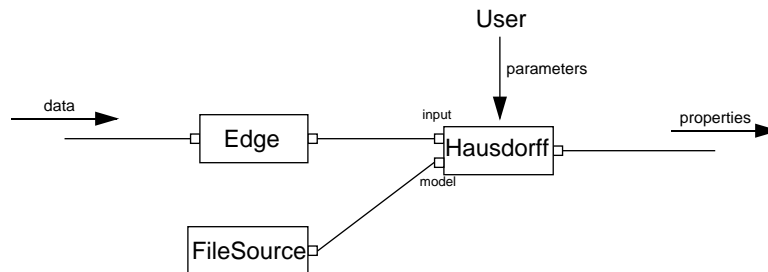 User
parameters
data
properties
input
Edge
Hausdorff
model
FileSource